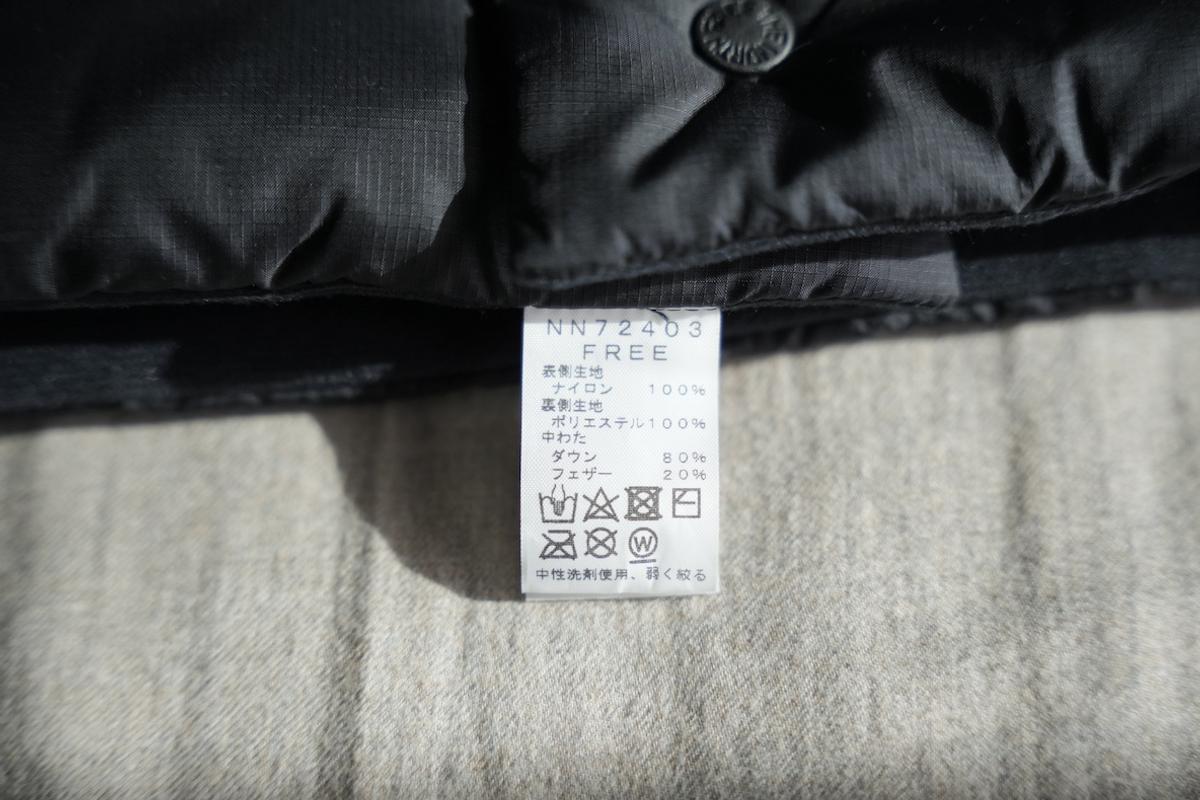 NN72403
FREE
表側生地
ナイロン 100%
裏側生地
ポリエステル100%
中わた
ダウン 80%
フェザー 20%
W
中性洗剤使用、弱く絞る